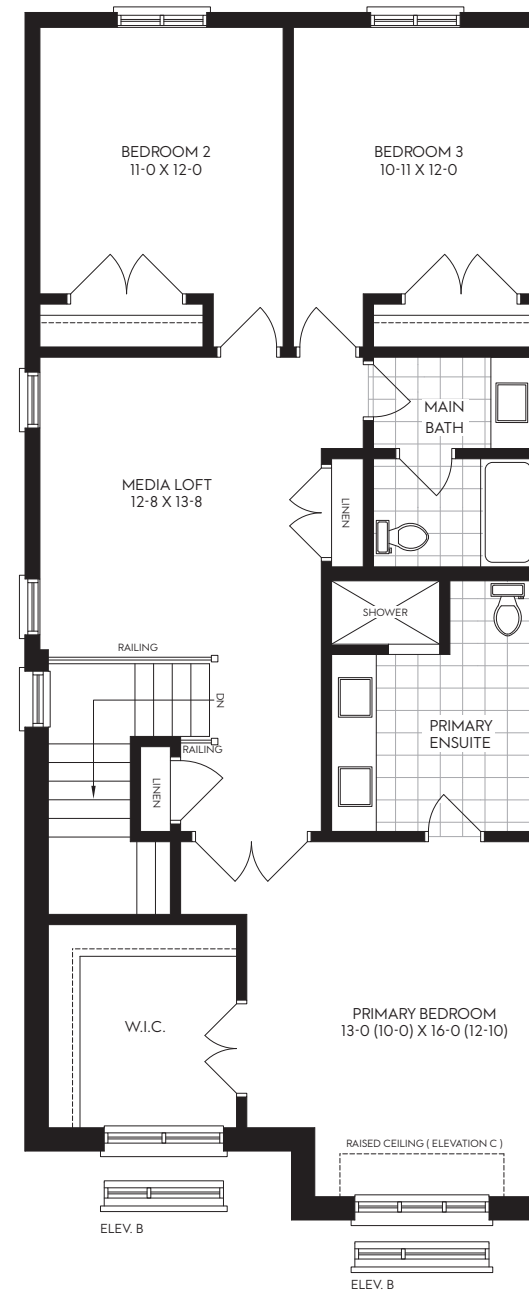 BEDROOM 2
11-0 X 12-0
BEDROOM 3
10-11 X 12-0
MAIN
BATH
MEDIA LOFT
12-8 X 13-8
LINEN
SHOWER
RAILING
DN
RAILING
LINEN
PRIMARY
ENSUITE
W.I.C.
PRIMARY BEDROOM
13-0 (10-0) X 16-0 (12-10)
RAISED CEILING ( ELEVATION C )
ELEV. B
ELEV. B